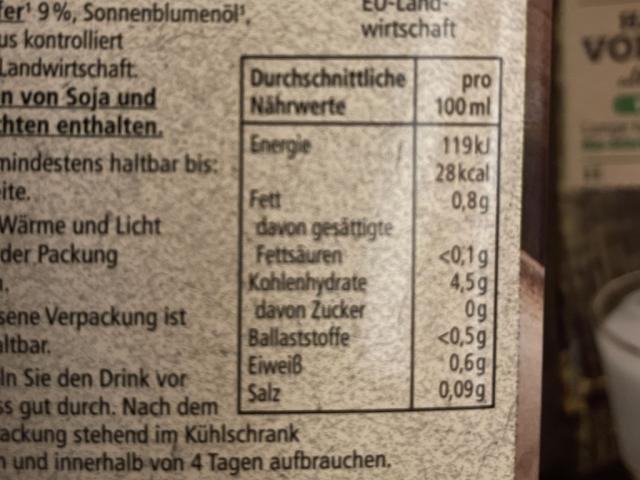 fer¹ 9%, Sonnenblumenöl¹,
us kontrolliert
Landwirtschaft.
n von Soja und
chten enthalten.
mindestens haltbar bis:
ite.
Wärme und Licht
der Packung
n.
sene Verpackung ist
altbar.
ln Sie den Drink vor
ss gut durch. Nach dem
ackung stehend im Kühlschrank
n und innerhalb von 4 Tagen aufbrauchen.
EU-Land-
wirtschaft
Durchschnittliche pro
Nährwerte 100 ml
Energie 119 kJ
28 kcal
Fett 0,8 g
davon gesättigte
Fettsäuren <0,1 g
Kohlenhydrate 4,5 g
davon Zucker 0 g
Ballaststoffe <0,5 g
Eiweiß 0,6 g
Salz 0,09 g